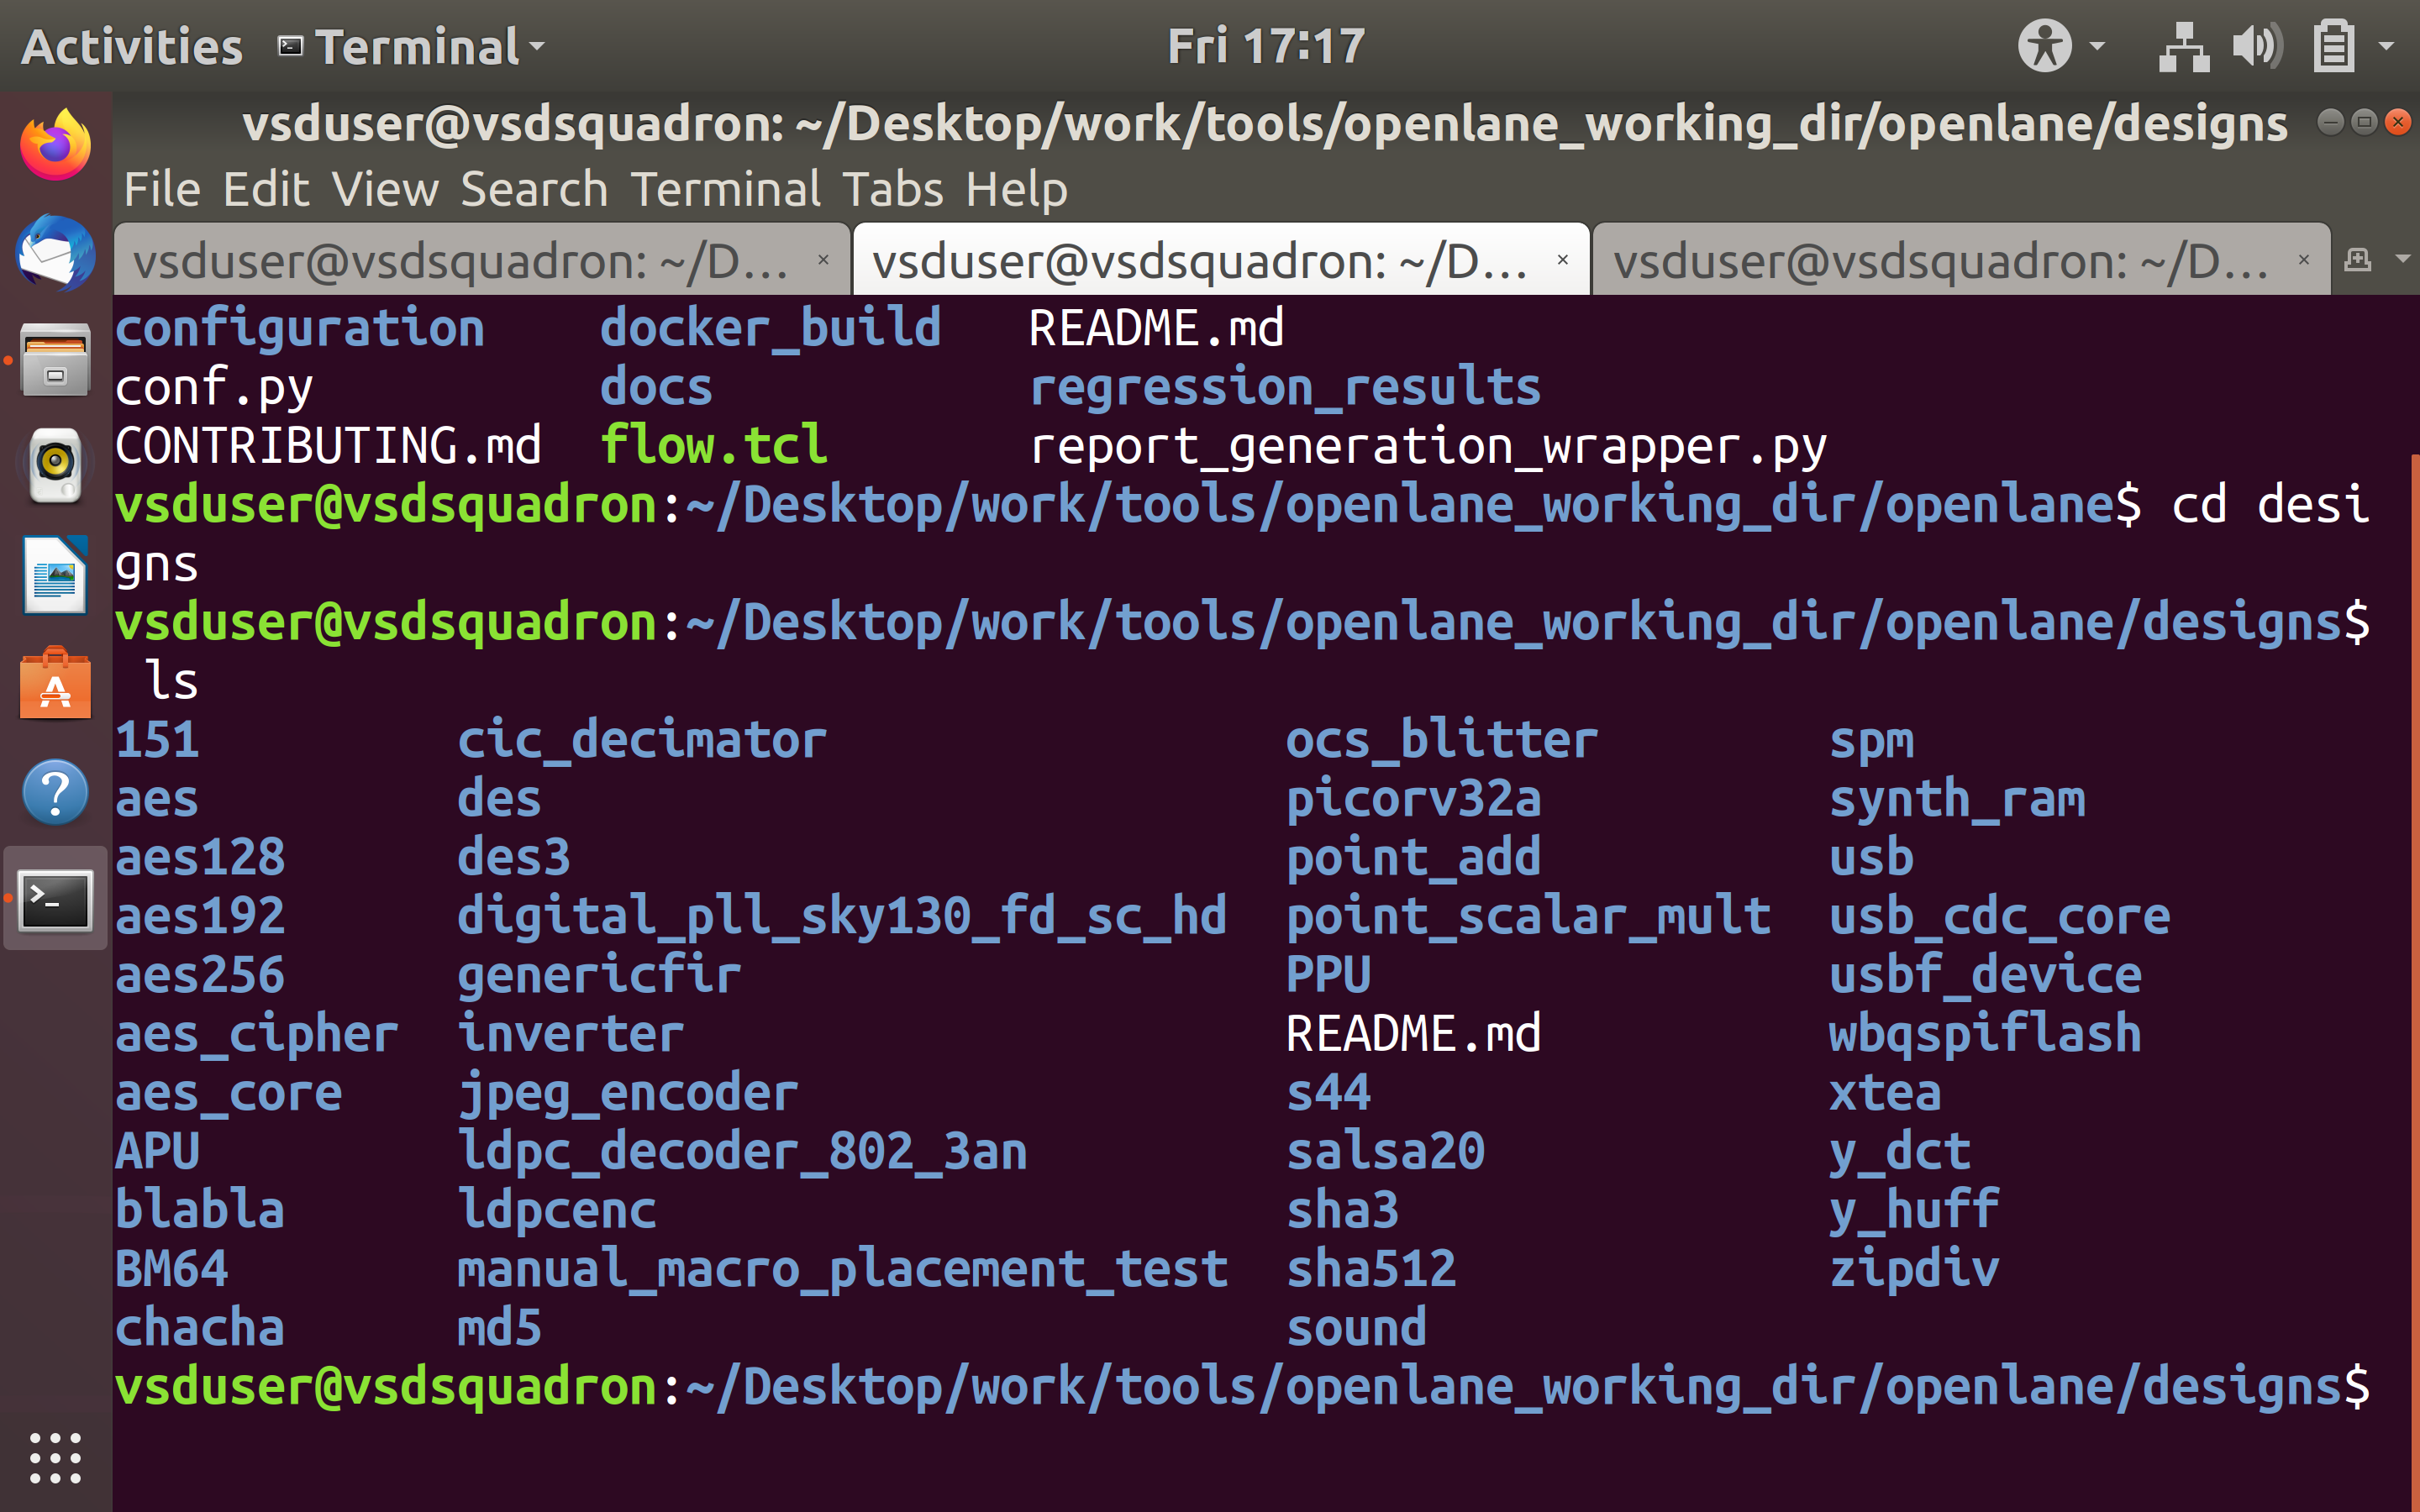 Activities Terminal Fri 17:17
vsduser@vsdsquadron: ~/Desktop/work/tools/openlane_working_dir/openlane/designs
File Edit View Search Terminal Tabs Help
vsduser@vsdsquadron: ~/D... vsduser@vsdsquadron: ~/D... vsduser@vsdsquadron: ~/D...
configuration docker_build README.md
conf.py docs regression_results
CONTRIBUTING.md flow.tcl report_generation_wrapper.py
vsduser@vsdsquadron:~/Desktop/work/tools/openlane_working_dir/openlane$ cd desi
gns
vsduser@vsdsquadron:~/Desktop/work/tools/openlane_working_dir/openlane/designs$
ls
151 cic_decimator ocs_blitter spm
aes des picorv32a synth_ram
aes128 des3 point_add usb
aes192 digital_pll_sky130_fd_sc_hd point_scalar_mult usb_cdc_core
aes256 genericfir PPU usbf_device
aes_cipher inverter README.md wbqspiflash
aes_core jpeg_encoder s44 xtea
APU ldpc_decoder_802_3an salsa20 y_dct
blabla ldpcenc sha3 y_huff
BM64 manual_macro_placement_test sha512 zipdiv
chacha md5 sound
vsduser@vsdsquadron:~/Desktop/work/tools/openlane_working_dir/openlane/designs$